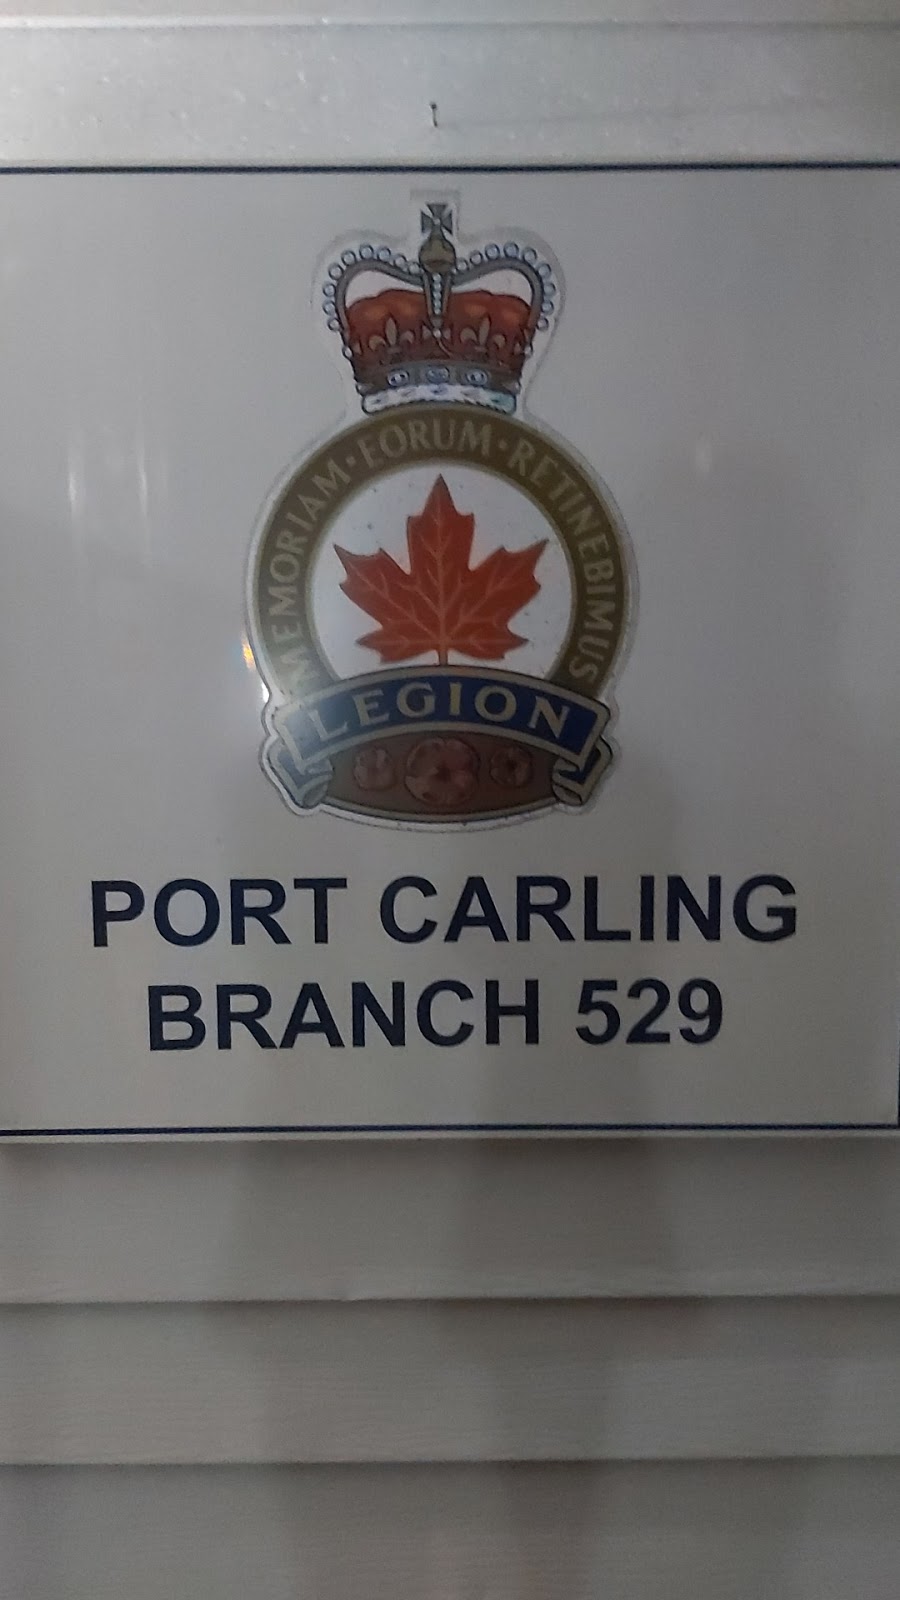 MEMORIAM·EORUM·RETINEBIMUS
LEGION
PORT CARLING
BRANCH 529